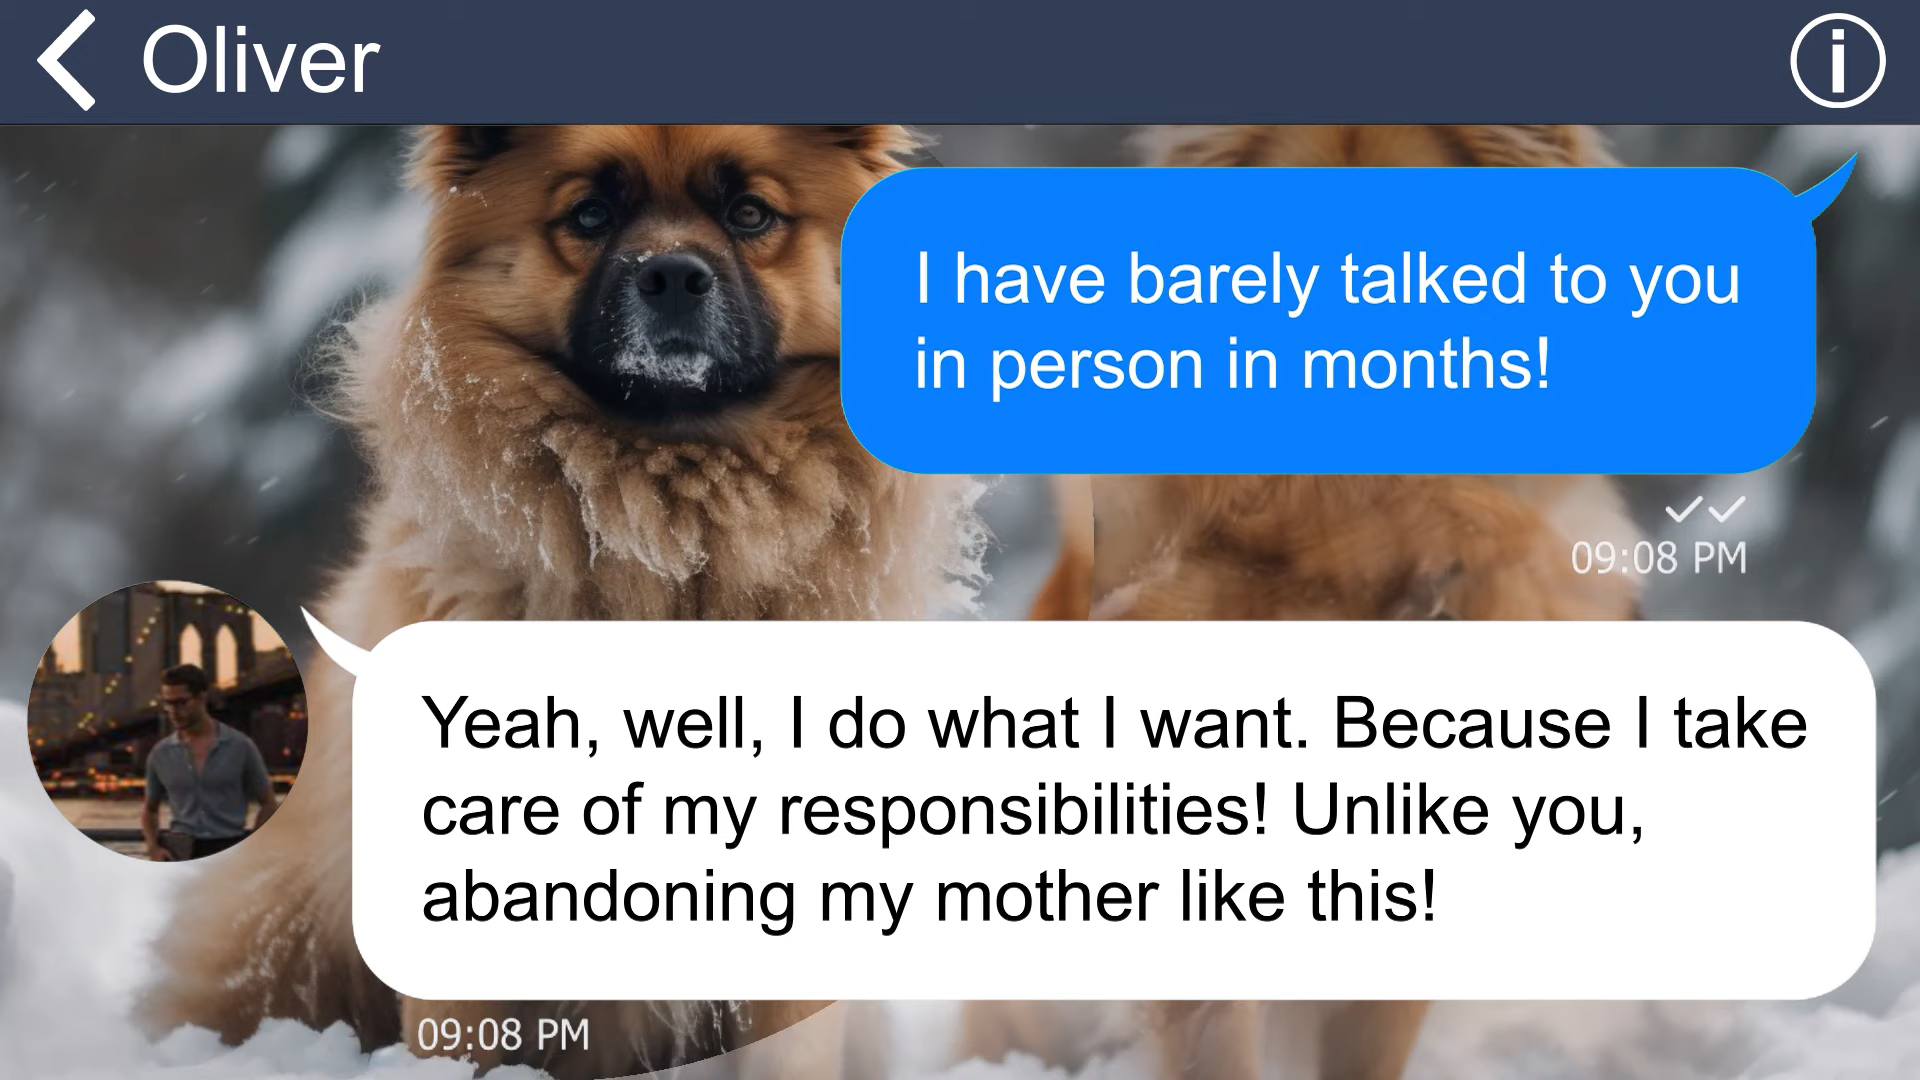 Oliver
I have barely talked to you
in person in months!
09:08 PM
Yeah, well, I do what I want. Because I take
care of my responsibilities! Unlike you,
abandoning my mother like this!
09:08 PM